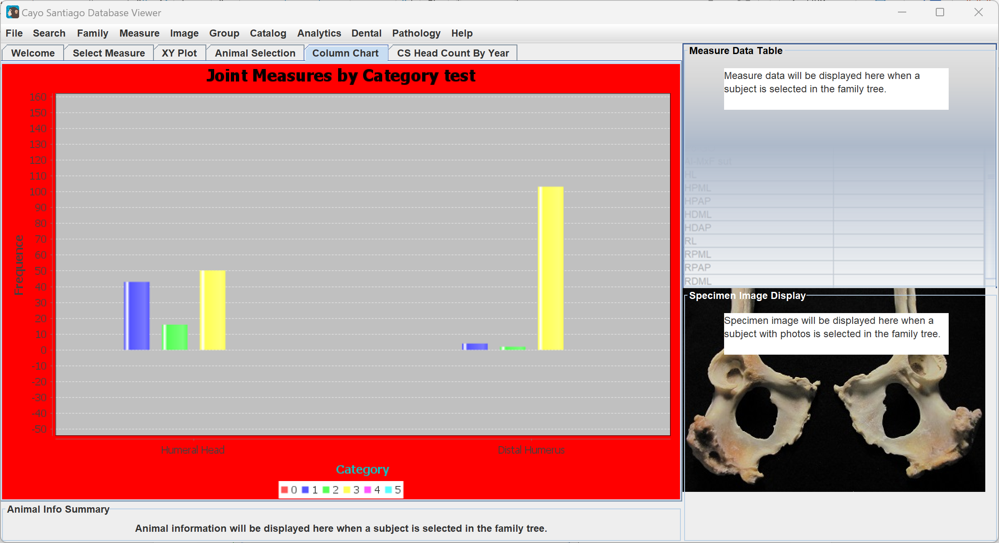 Cayo Santiago Database Viewer
File Search Family Measure Image Group Catalog Analytics Dental Pathology Help
Welcome Select Measure XY Plot Animal Selection Column Chart CS Head Count By Year
Joint Measures by Category test
160
150
140
130
120
110
100
90
80
70
60
50
40
30
20
10
0
-10
-20
-30
-40
-50
Frequence
Humeral Head Distal Humerus
Category
0 1 2 3 4 5
Animal Info Summary
Animal information will be displayed here when a subject is selected in the family tree.
Measure Data Table
Measure data will be displayed here when a
subject is selected in the family tree.
Al-MxF sut
HL
HPML
HPAP
HDML
HDAP
RL
RPML
RPAP
RDML
Specimen Image Display
Specimen image will be displayed here when a
subject with photos is selected in the family tree.